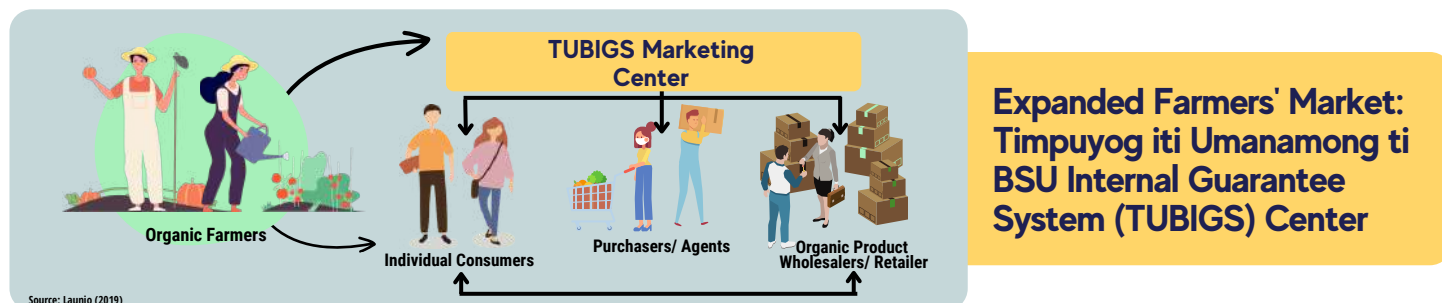 TUBIGS Marketing
Center
Organic Farmers
Individual Consumers
Purchasers/ Agents
Organic Product
Wholesalers/ Retailer
Source: Launio (2019)
Expanded Farmers' Market:
Timpuyog iti Umanamong ti
BSU Internal Guarantee
System (TUBIGS) Center